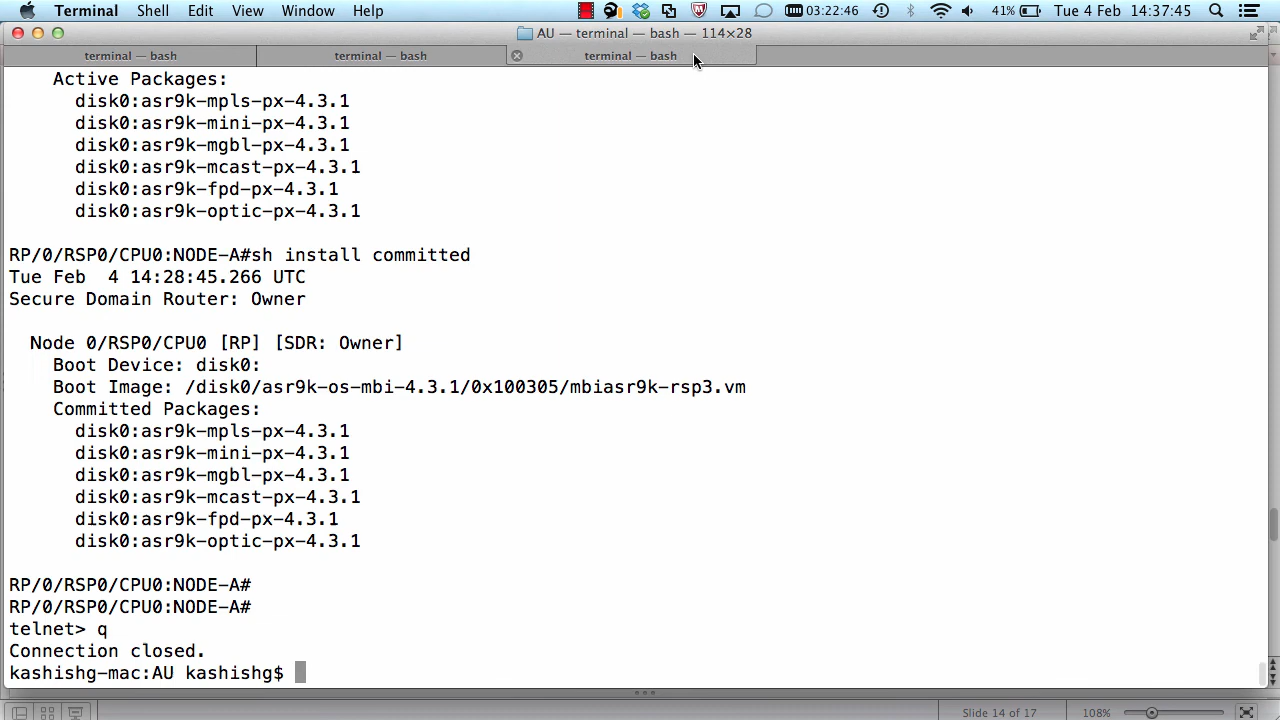 Terminal Shell Edit View Window Help 03:22:46 41% Tue 4 Feb 14:37:45
AU — terminal — bash — 114×28
terminal — bash terminal — bash terminal — bash
Active Packages:
disk0:asr9k-mpls-px-4.3.1
disk0:asr9k-mini-px-4.3.1
disk0:asr9k-mgbl-px-4.3.1
disk0:asr9k-mcast-px-4.3.1
disk0:asr9k-fpd-px-4.3.1
disk0:asr9k-optic-px-4.3.1
RP/0/RSP0/CPU0:NODE-A#sh install committed
Tue Feb  4 14:28:45.266 UTC
Secure Domain Router: Owner
Node 0/RSP0/CPU0 [RP] [SDR: Owner]
Boot Device: disk0:
Boot Image: /disk0/asr9k-os-mbi-4.3.1/0x100305/mbiasr9k-rsp3.vm
Committed Packages:
disk0:asr9k-mpls-px-4.3.1
disk0:asr9k-mini-px-4.3.1
disk0:asr9k-mgbl-px-4.3.1
disk0:asr9k-mcast-px-4.3.1
disk0:asr9k-fpd-px-4.3.1
disk0:asr9k-optic-px-4.3.1
RP/0/RSP0/CPU0:NODE-A#
RP/0/RSP0/CPU0:NODE-A#
telnet> q
Connection closed.
kashishg-mac:AU kashishg$
Slide 14 of 17 108%